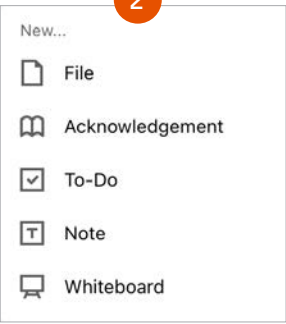 2
New...
File
Acknowledgement
To-Do
T Note
Whiteboard